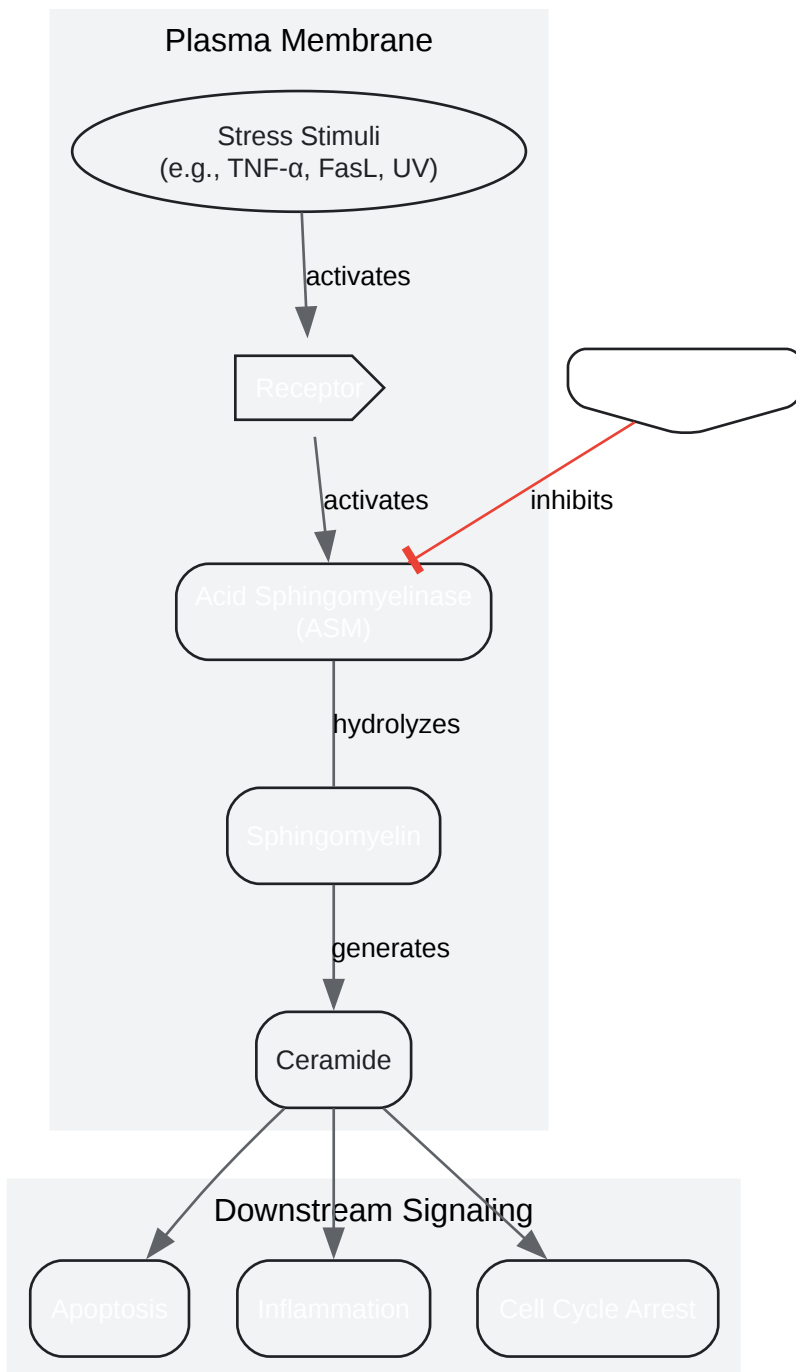 Plasma Membrane
Stress Stimuli
(e.g., TNF-α, FasL, UV)
activates
Receptor
activates
inhibits
Acid Sphingomyelinase
(ASM)
hydrolyzes
Sphingomyelin
generates
Ceramide
Downstream Signaling
Apoptosis
Inflammation
Cell Cycle Arrest